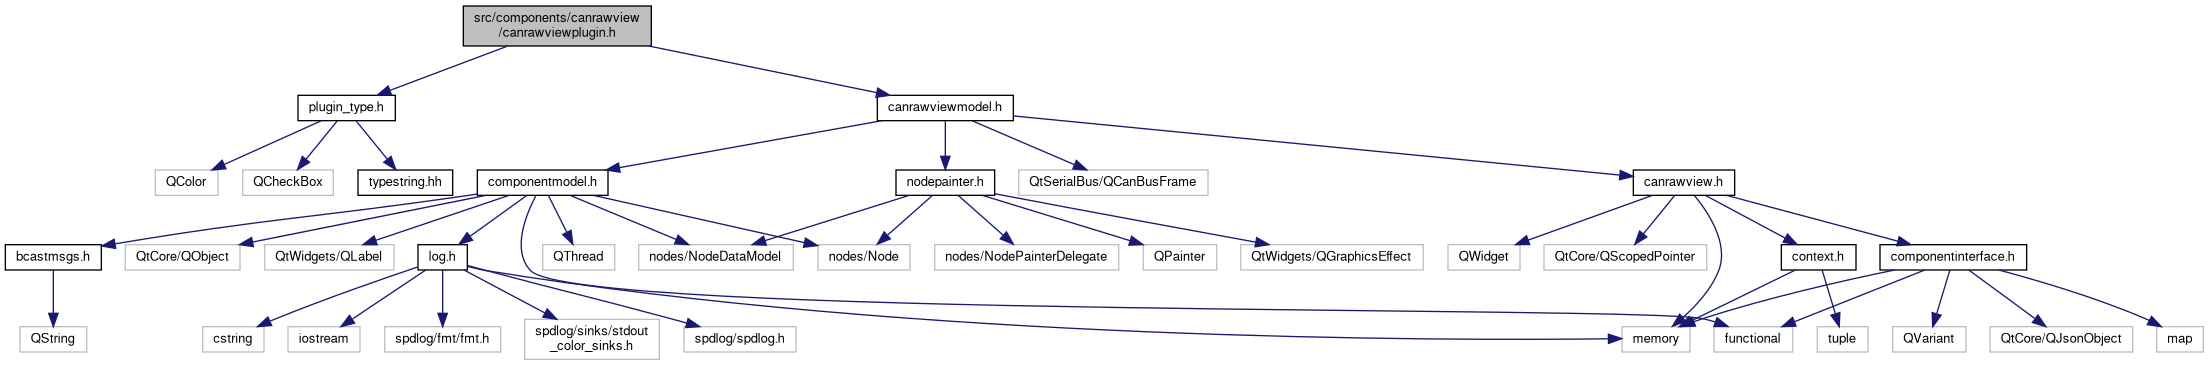 src/components/canrawview
/canrawviewplugin.h
plugin_type.h
canrawviewmodel.h
QColor
QCheckBox
typestring.hh
componentmodel.h
nodepainter.h
QtSerialBus/QCanBusFrame
canrawview.h
bcastmsgs.h
QtCore/QObject
QtWidgets/QLabel
log.h
QThread
nodes/NodeDataModel
nodes/Node
nodes/NodePainterDelegate
QPainter
QtWidgets/QGraphicsEffect
QWidget
QtCore/QScopedPointer
context.h
componentinterface.h
QString
cstring
iostream
spdlog/fmt/fmt.h
spdlog/sinks/stdout
_color_sinks.h
spdlog/spdlog.h
memory
functional
tuple
QVariant
QtCore/QJsonObject
map